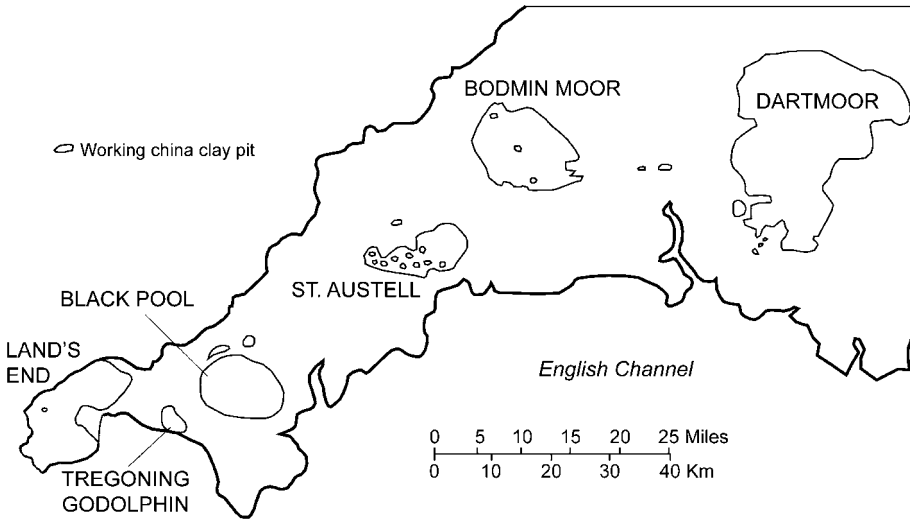 BODMIN MOOR
DARTMOOR
Working china clay pit
ST. AUSTELL
BLACK POOL
LAND'S
END
English Channel
0 5 10 15 20 25 Miles
0 10 20 30 40 Km
TREGONING
GODOLPHIN